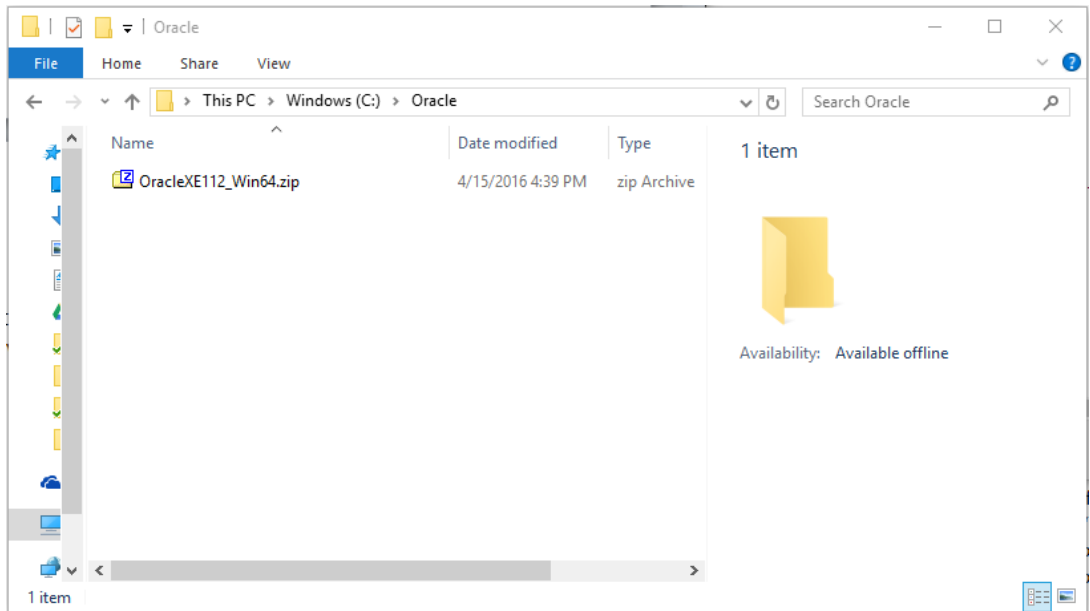 Oracle
File Home Share View
This PC > Windows (C:) > Oracle Search Oracle
Name Date modified Type
1 item
OracleXE112_Win64.zip 4/15/2016 4:39 PM zip Archive
Availability: Available offline
1 item